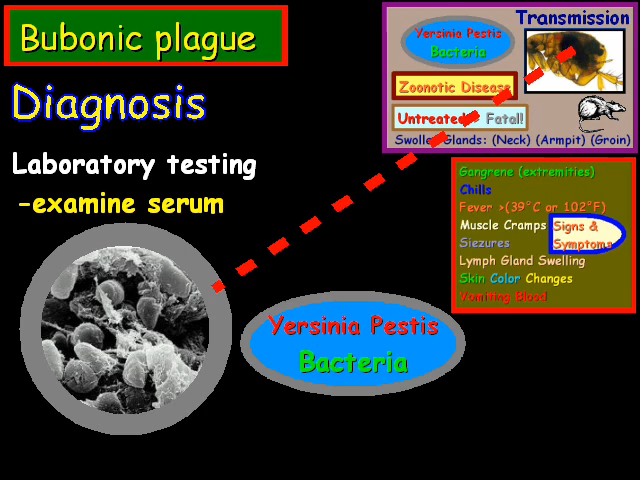 Bubonic plague
Diagnosis
Laboratory testing
-examine serum
Yersinia Pestis
Bacteria
Transmission
Yersinia Pestis
Bacteria
Zoonotic Disease
Untreated= Fatal!
Swollen Glands: (Neck) (Armpit) (Groin)
Gangrene (extremities)
Chills
Fever >(39°C or 102°F)
Muscle Cramps
Siezures
Lymph Gland Swelling
Skin Color Changes
Vomiting Blood
Signs &
Symptoms